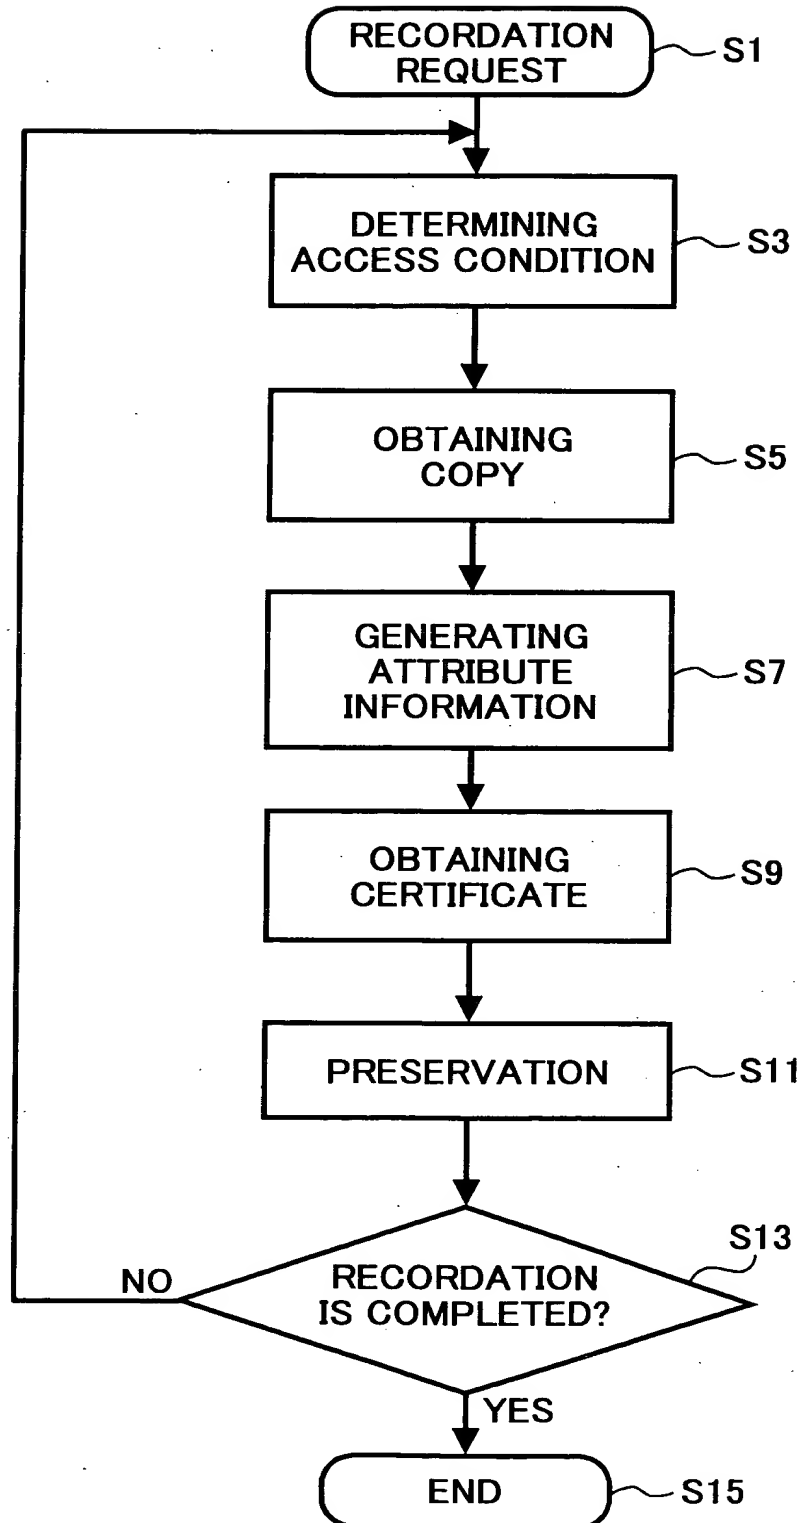 RECORDATION
REQUEST
S1
DETERMINING
ACCESS CONDITION
S3
OBTAINING
COPY
S5
GENERATING
ATTRIBUTE
INFORMATION
S7
OBTAINING
CERTIFICATE
S9
PRESERVATION
S11
S13
RECORDATION
IS COMPLETED?
NO
YES
END
S15